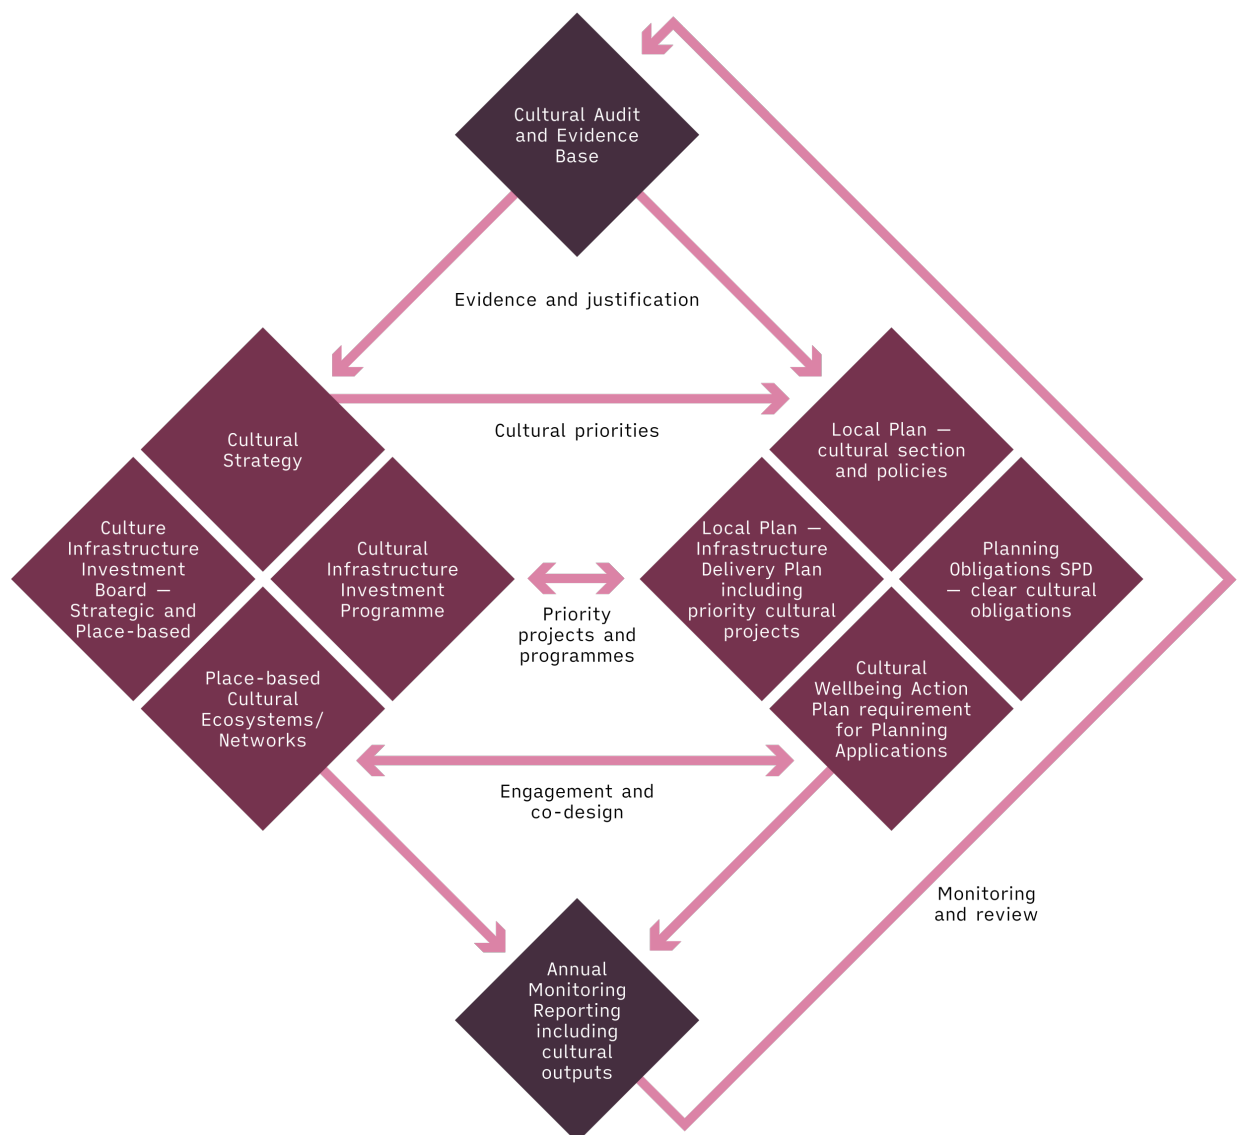 Cultural Audit
and Evidence
Base
Evidence and justification
Cultural priorities
Cultural
Strategy
Culture
Infrastructure
Investment
Board —
Strategic and
Place-based
Cultural
Infrastructure
Investment
Programme
Place-based
Cultural
Ecosystems/
Networks
Local Plan —
cultural section
and policies
Local Plan —
Infrastructure
Delivery Plan
including
priority cultural
projects
Planning
Obligations SPD
— clear cultural
obligations
Cultural
Wellbeing Action
Plan requirement
for Planning
Applications
Priority
projects and
programmes
Engagement and
co-design
Monitoring
and review
Annual
Monitoring
Reporting
including
cultural
outputs